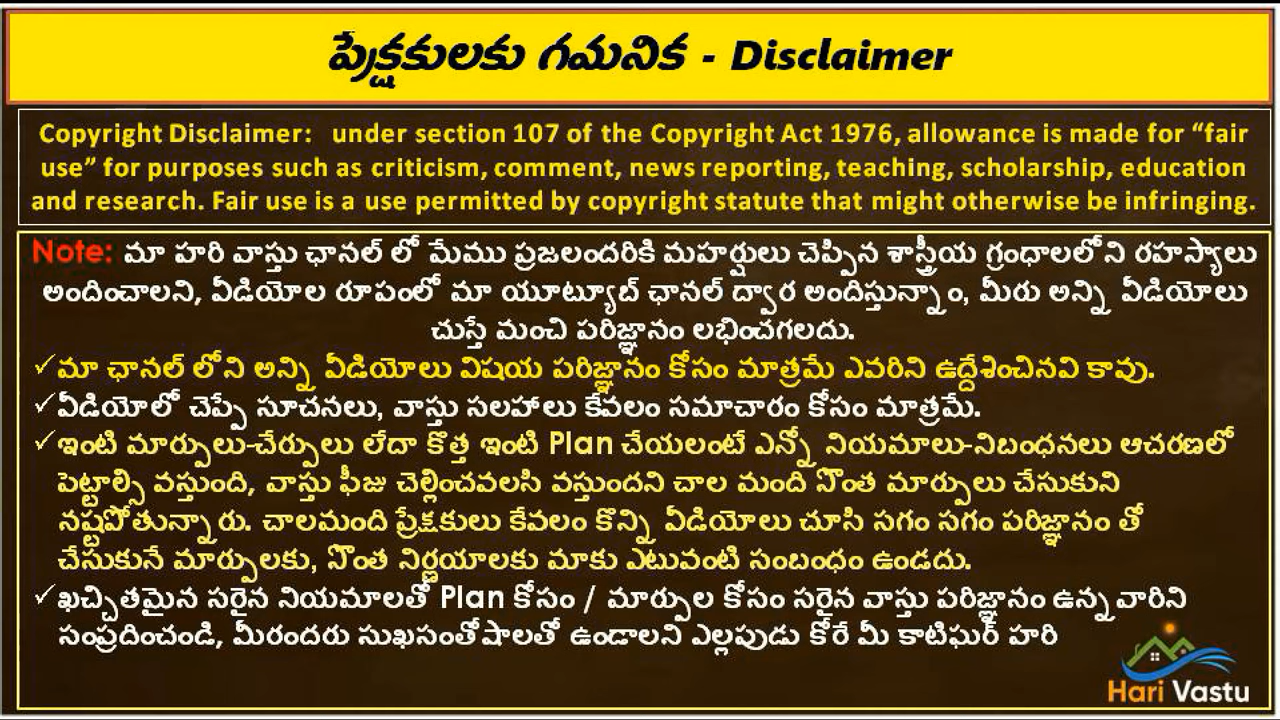 ప్రేక్షకులకు గమనిక - Disclaimer
Copyright Disclaimer: under section 107 of the Copyright Act 1976, allowance is made for “fair
use” for purposes such as criticism, comment, news reporting, teaching, scholarship, education
and research. Fair use is a use permitted by copyright statute that might otherwise be infringing.
Note: మా హరి వాస్తు ఛానల్ లో మేము ప్రజలందరికి మహర్షులు చెప్పిన శాస్త్రీయ గ్రంధాలలోని రహస్యాలు
అందించాలని, వీడియోల రూపంలో మా యూట్యూబ్ ఛానల్ ద్వార అందిస్తున్నాం, మీరు అన్ని వీడియోలు
చుస్తే మంచి పరిజ్ఞానం లభించగలదు.
✓మా ఛానల్ లోని అన్ని వీడియోలు విషయ పరిజ్ఞానం కోసం మాత్రమే ఎవరిని ఉద్దేశించినవి కావు.
✓వీడియోలో చెప్పే సూచనలు, వాస్తు సలహాలు కేవలం సమాచారం కోసం మాత్రమే.
✓ఇంటి మార్పులు-చేర్పులు లేదా కొత్త ఇంటి Plan చేయలంటే ఎన్నో నియమాలు-నిబంధనలు ఆచరణలో
పెట్టాల్సి వస్తుంది, వాస్తు ఫీజు చెల్లించవలసి వస్తుందని చాల మంది సొంత మార్పులు చేసుకుని
నష్టపోతున్నారు. చాలమంది ప్రేక్షకులు కేవలం కొన్ని వీడియోలు చూసి సగం సగం పరిజ్ఞానం తో
చేసుకునే మార్పులకు, సొంత నిర్ణయాలకు మాకు ఎటువంటి సంబంధం ఉండదు.
✓ఖచ్చితమైన సరైన నియమాలతో Plan కోసం / మార్పుల కోసం సరైన వాస్తు పరిజ్ఞానం ఉన్నవారిని
సంప్రదించండి, మీరందరు సుఖసంతోషాలతో ఉండాలని ఎల్లపుడు కోరే మీ కాటిఘర్ హరి
Hari Vastu